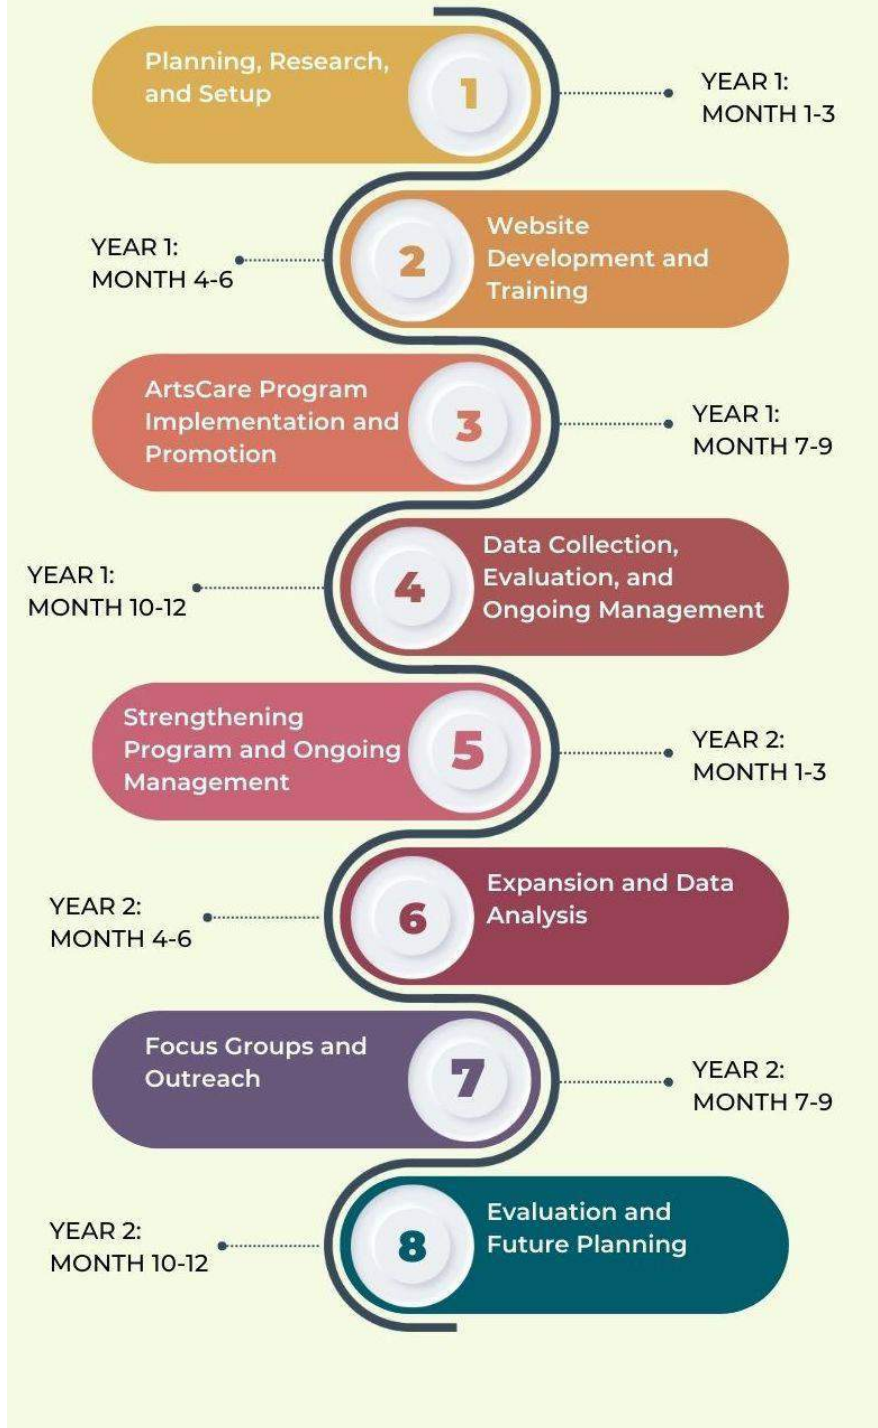 Planning, Research,
and Setup
1
YEAR 1:
MONTH 1-3
YEAR 1:
MONTH 4-6
2
Website
Development and
Training
ArtsCare Program
Implementation and
Promotion
3
YEAR 1:
MONTH 7-9
YEAR 1:
MONTH 10-12
4
Data Collection,
Evaluation, and
Ongoing Management
Strengthening
Program and Ongoing
Management
5
YEAR 2:
MONTH 1-3
YEAR 2:
MONTH 4-6
6
Expansion and Data
Analysis
Focus Groups and
Outreach
7
YEAR 2:
MONTH 7-9
YEAR 2:
MONTH 10-12
8
Evaluation and
Future Planning